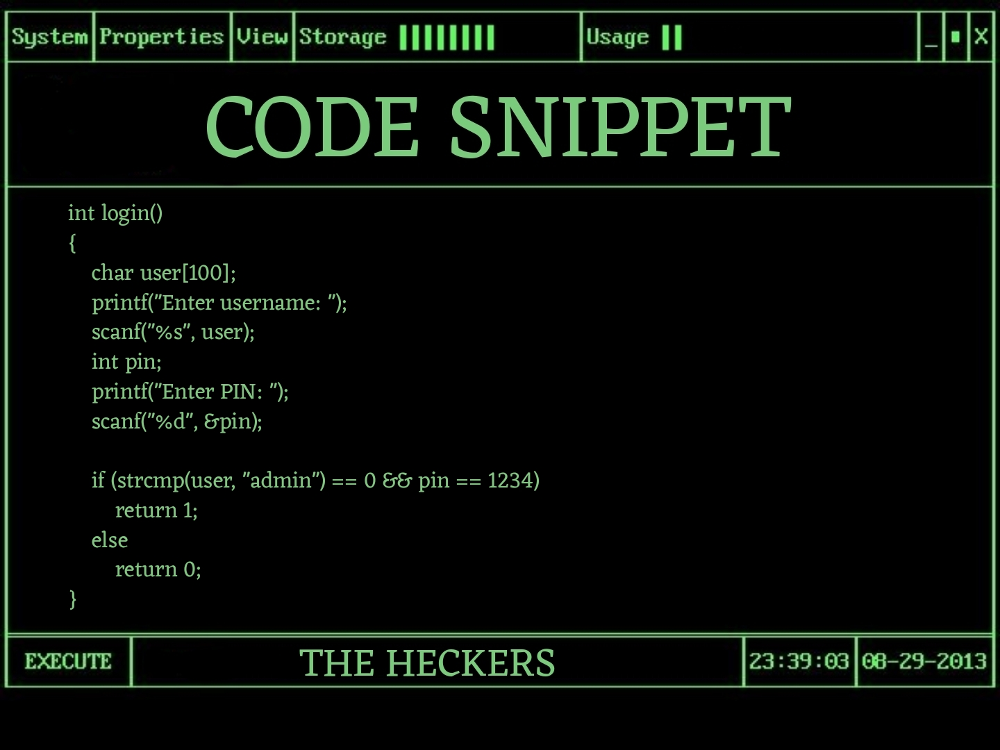 System Properties View Storage Usage _ ▪ X
CODE SNIPPET
int login()
{
char user[100];
printf("Enter username: ");
scanf("%s", user);
int pin;
printf("Enter PIN: ");
scanf("%d", &pin);
if (strcmp(user, "admin") == 0 && pin == 1234)
return 1;
else
return 0;
}
EXECUTE THE HECKERS 23:39:03 08-29-2013